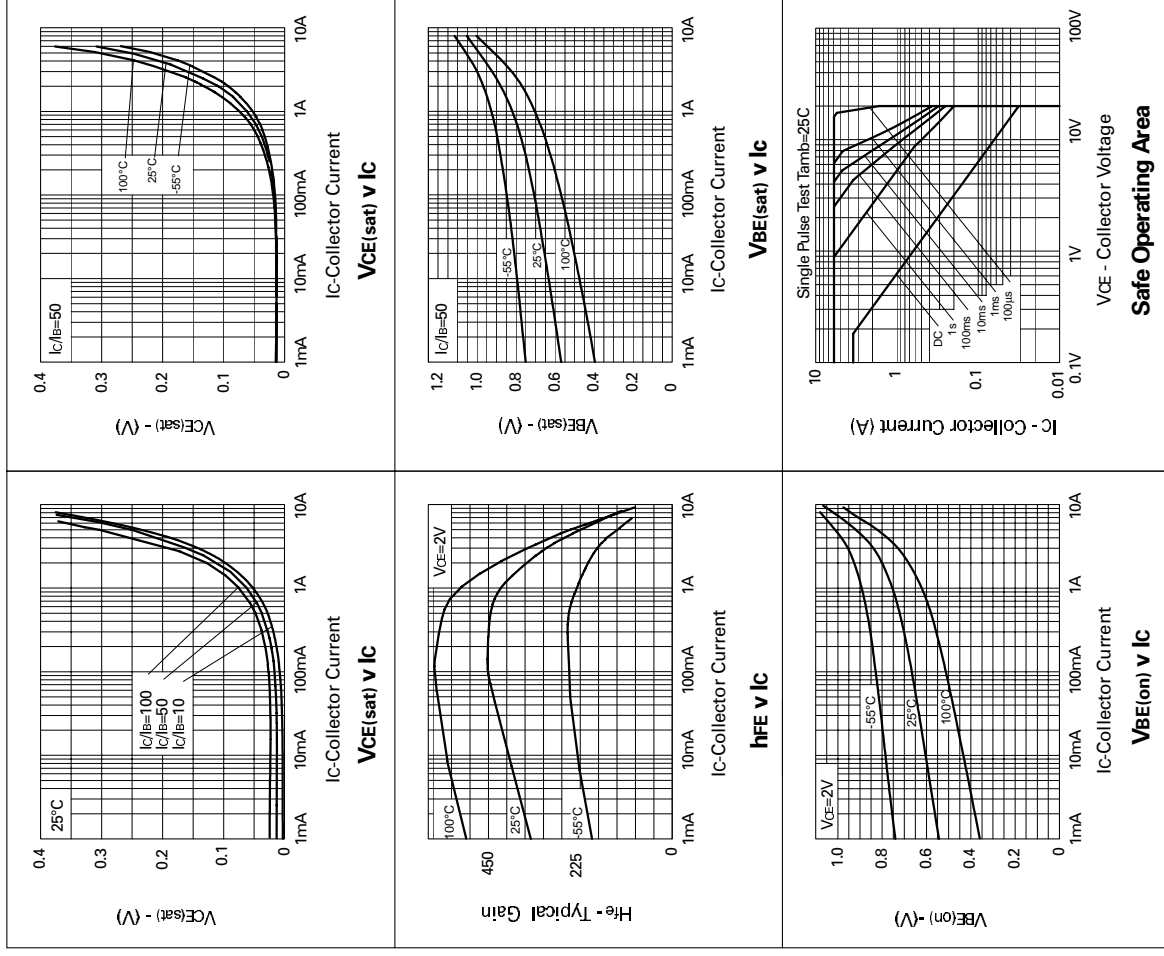 25°C
IC/IB=100
IC/IB=50
IC/IB=10
0.4
0.3
0.2
0.1
0
VCE(sat) - (V)
1mA 10mA 100mA 1A 10A
IC-Collector Current
VCE(sat) v IC
IC/IB=50
100°C
25°C
-55°C
0.4
0.3
0.2
0.1
0
VCE(sat) - (V)
1mA 10mA 100mA 1A 10A
IC-Collector Current
VCE(sat) v IC
VCE=2V
100°C
25°C
-55°C
450
225
0
Hfe - Typical Gain
1mA 10mA 100mA 1A 10A
IC-Collector Current
hFE v IC
IC/IB=50
-55°C
25°C
100°C
1.2
1.0
0.8
0.6
0.4
0.2
0
VBE(sat) - (V)
1mA 10mA 100mA 1A 10A
IC-Collector Current
VBE(sat) v IC
VCE=2V
-55°C
25°C
100°C
1.0
0.8
0.6
0.4
0.2
0
VBE(on) - (V)
1mA 10mA 100mA 1A 10A
IC-Collector Current
VBE(on) v IC
Single Pulse Test Tamb=25C
DC
1s
100ms
10ms
1ms
100µs
10
1
0.1
0.01
IC - Collector Current (A)
0.1V 1V 10V 100V
VCE - Collector Voltage
Safe Operating Area